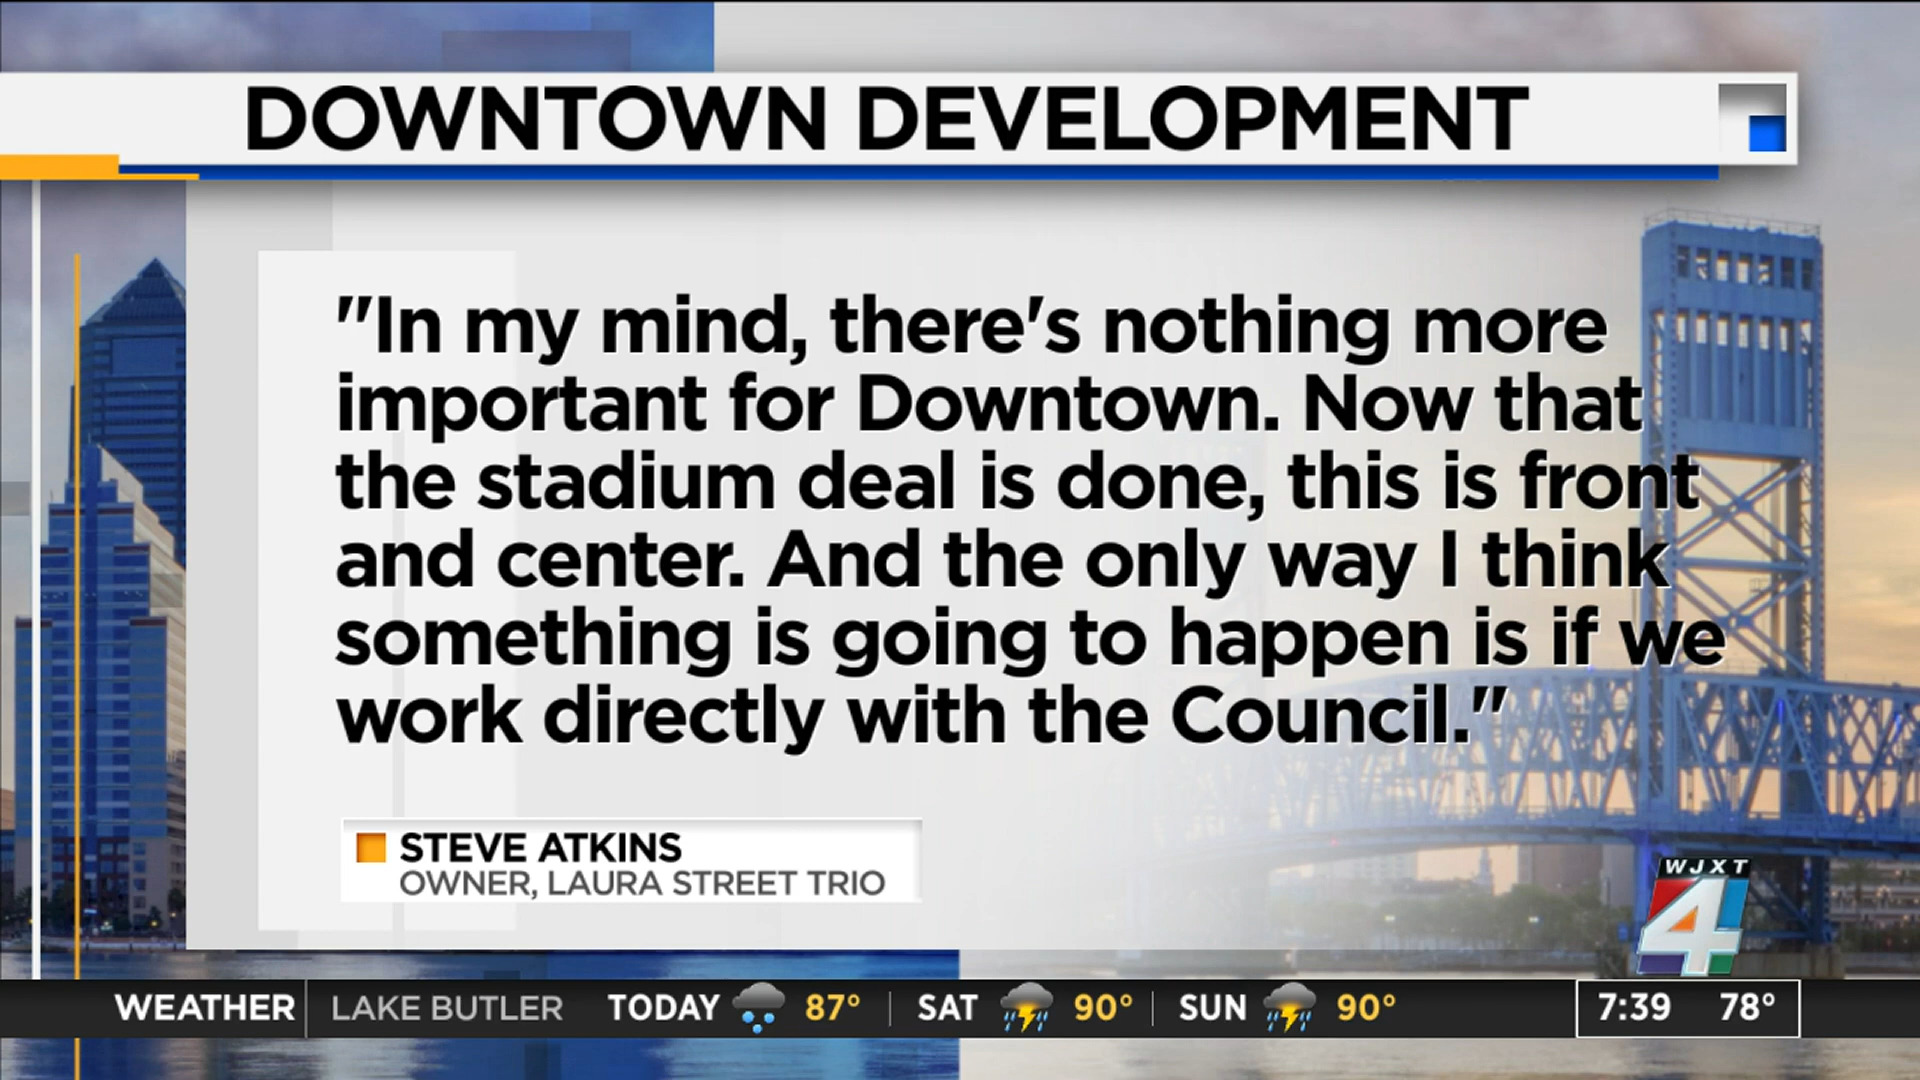 DOWNTOWN DEVELOPMENT
"In my mind, there's nothing more
important for Downtown. Now that
the stadium deal is done, this is front
and center. And the only way I think
something is going to happen is if we
work directly with the Council."
STEVE ATKINS
OWNER, LAURA STREET TRIO
WJXT
4
WEATHER LAKE BUTLER TODAY 87° SAT 90° SUN 90° 7:39 78°